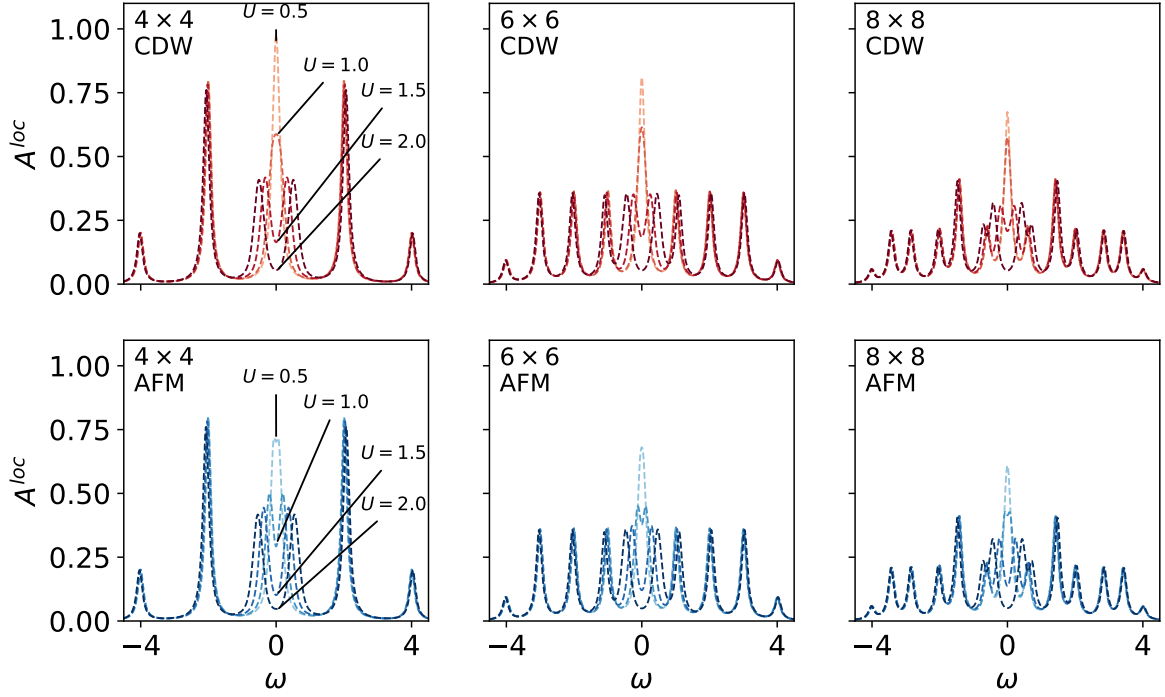 4 × 4
CDW
U = 0.5
U = 1.0
U = 1.5
U = 2.0
1.00
0.75
0.50
0.25
0.00
A^{loc}
6 × 6
CDW
8 × 8
CDW
4 × 4
AFM
U = 0.5
U = 1.0
U = 1.5
U = 2.0
1.00
0.75
0.50
0.25
0.00
A^{loc}
−4 0 4
ω
6 × 6
AFM
−4 0 4
ω
8 × 8
AFM
−4 0 4
ω